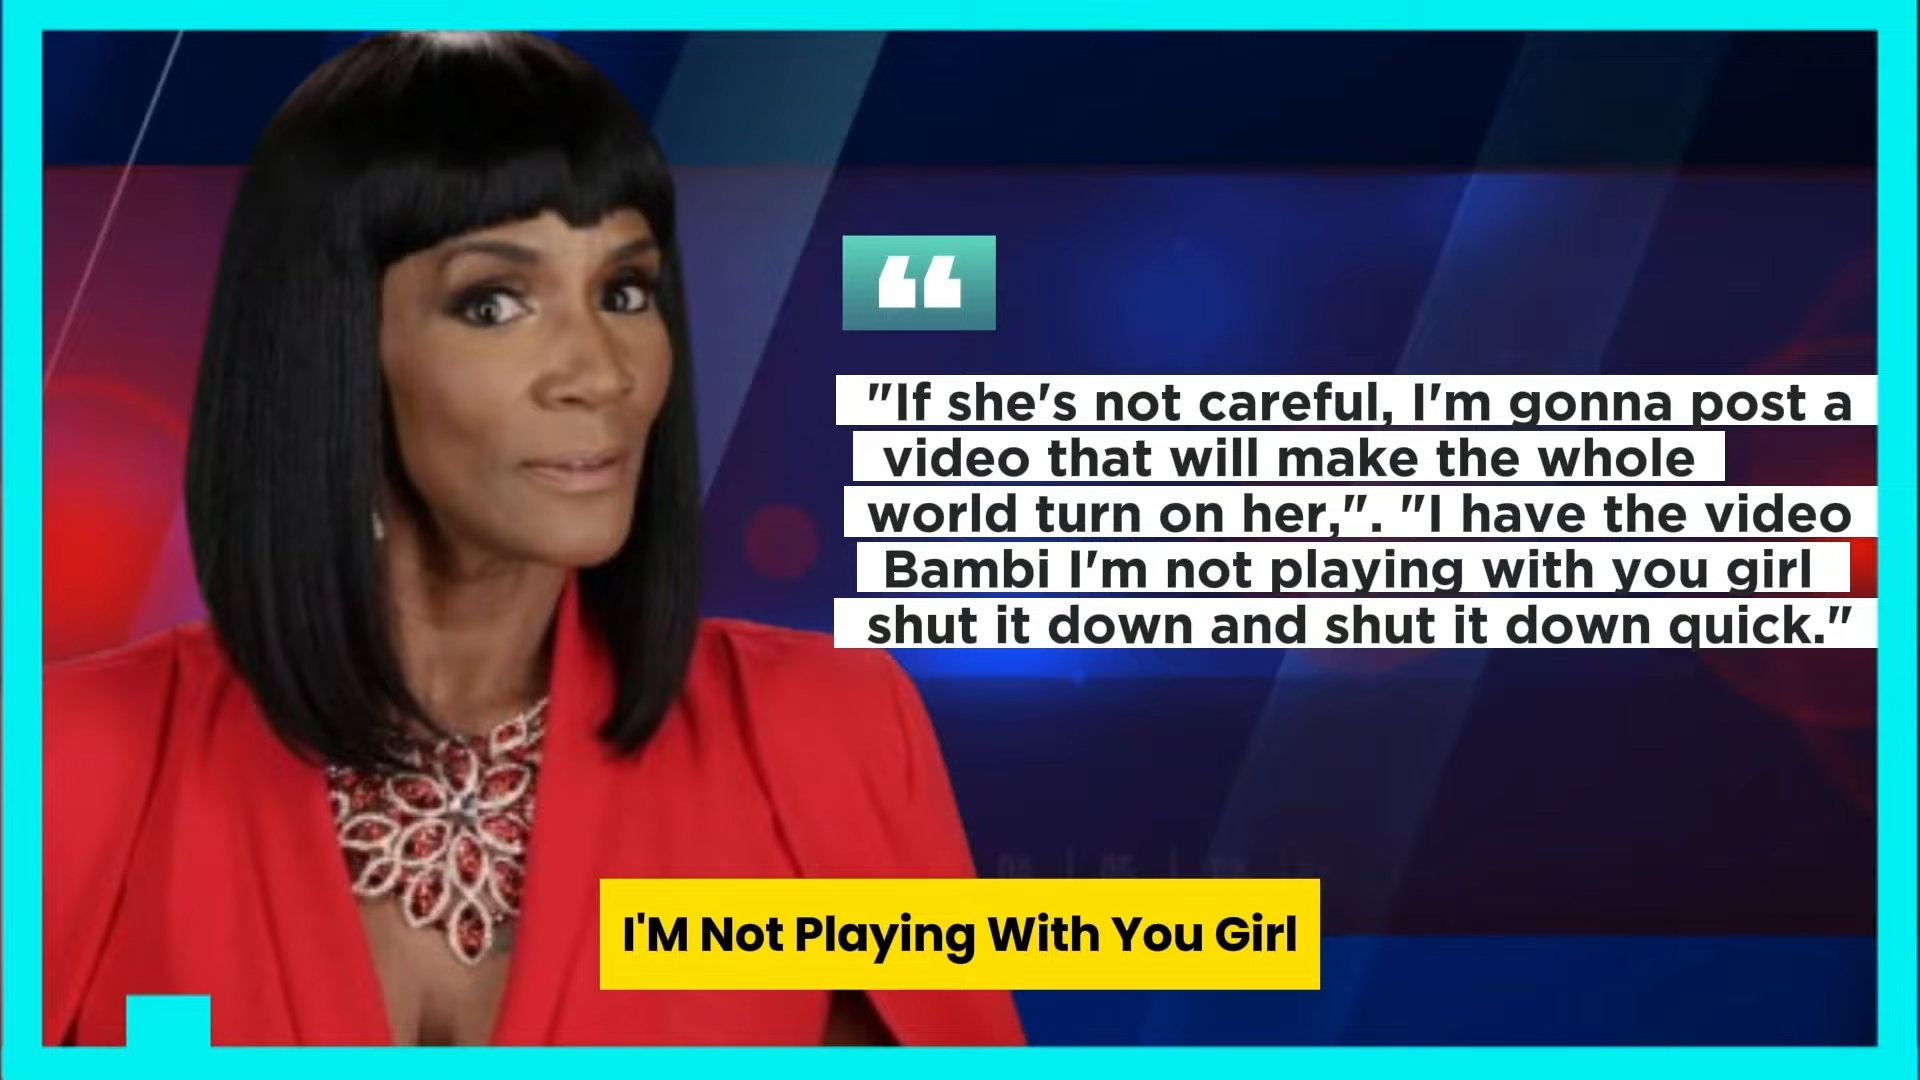 "If she's not careful, I'm gonna post a
video that will make the whole
world turn on her,". "I have the video
Bambi I'm not playing with you girl
shut it down and shut it down quick."
I'M Not Playing With You Girl